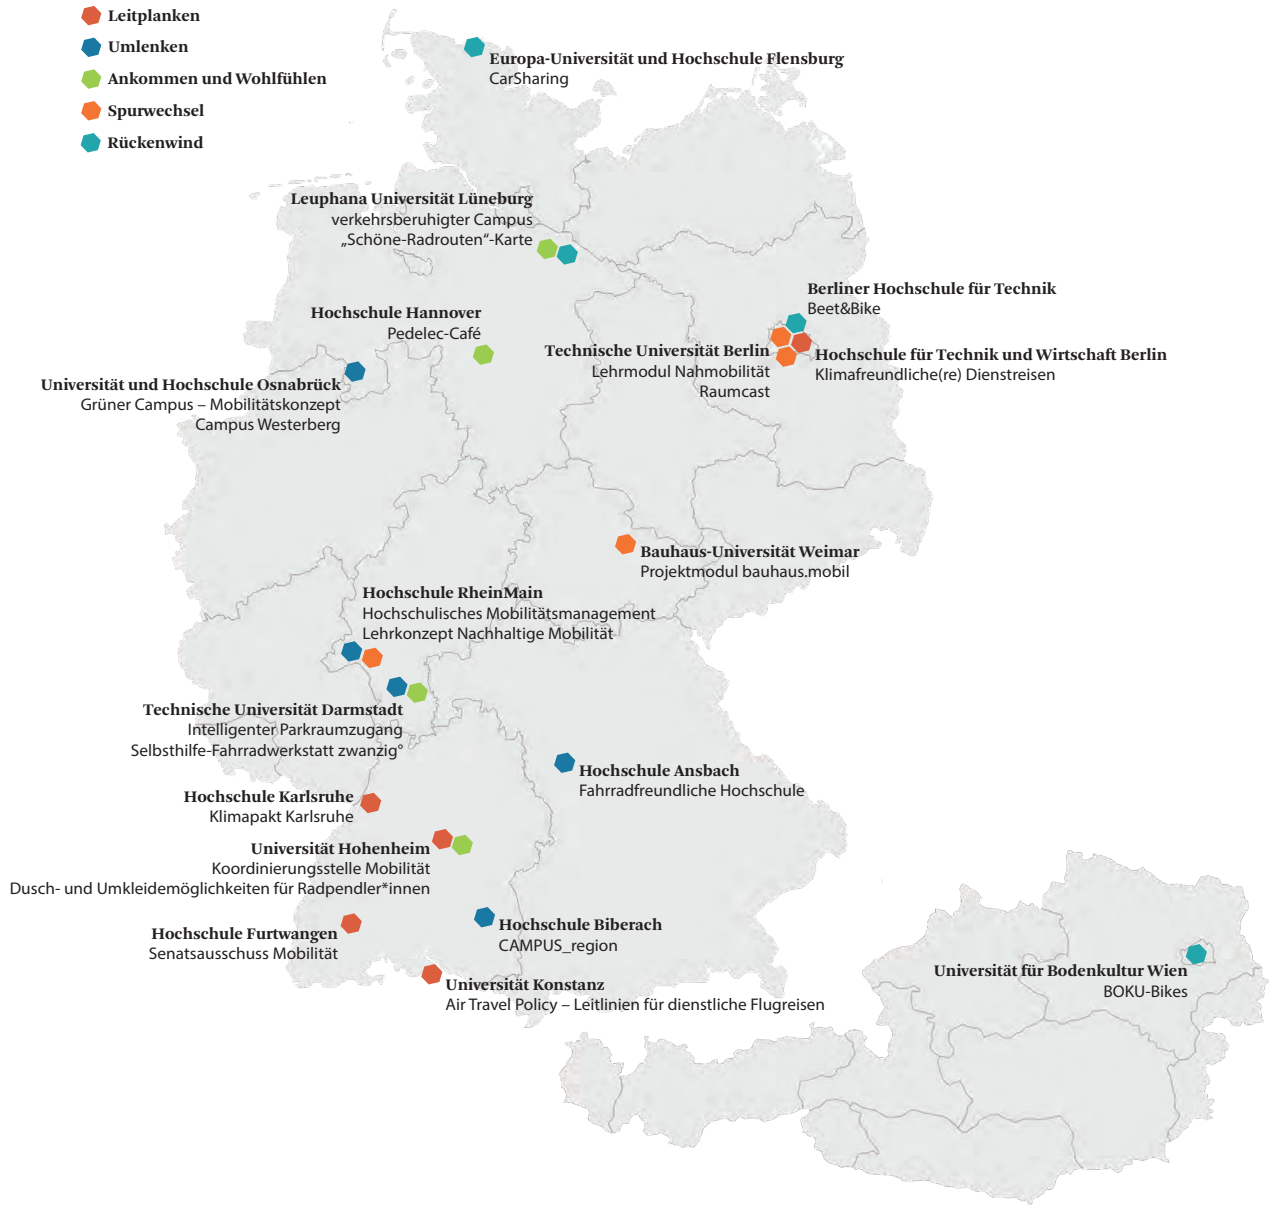 Leitplanken
Umlenken
Ankommen und Wohlfühlen
Spurwechsel
Rückenwind
Europa-Universität und Hochschule Flensburg
CarSharing
Leuphana Universität Lüneburg
verkehrsberuhigter Campus
„Schöne-Radrouten“-Karte
Berliner Hochschule für Technik
Beet&Bike
Hochschule Hannover
Pedelec-Café
Technische Universität Berlin
Lehrmodul Nahmobilität
Raumcast
Hochschule für Technik und Wirtschaft Berlin
Klimafreundliche(re) Dienstreisen
Universität und Hochschule Osnabrück
Grüner Campus – Mobilitätskonzept
Campus Westerberg
Bauhaus-Universität Weimar
Projektmodul bauhaus.mobil
Hochschule RheinMain
Hochschulisches Mobilitätsmanagement
Lehrkonzept Nachhaltige Mobilität
Technische Universität Darmstadt
Intelligenter Parkraumzugang
Selbsthilfe-Fahrradwerkstatt zwanzig°
Hochschule Ansbach
Fahrradfreundliche Hochschule
Hochschule Karlsruhe
Klimapakt Karlsruhe
Universität Hohenheim
Koordinierungsstelle Mobilität
Dusch- und Umkleidemöglichkeiten für Radpendler*innen
Hochschule Furtwangen
Senatsausschuss Mobilität
Hochschule Biberach
CAMPUS_region
Universität Konstanz
Air Travel Policy – Leitlinien für dienstliche Flugreisen
Universität für Bodenkultur Wien
BOKU-Bikes